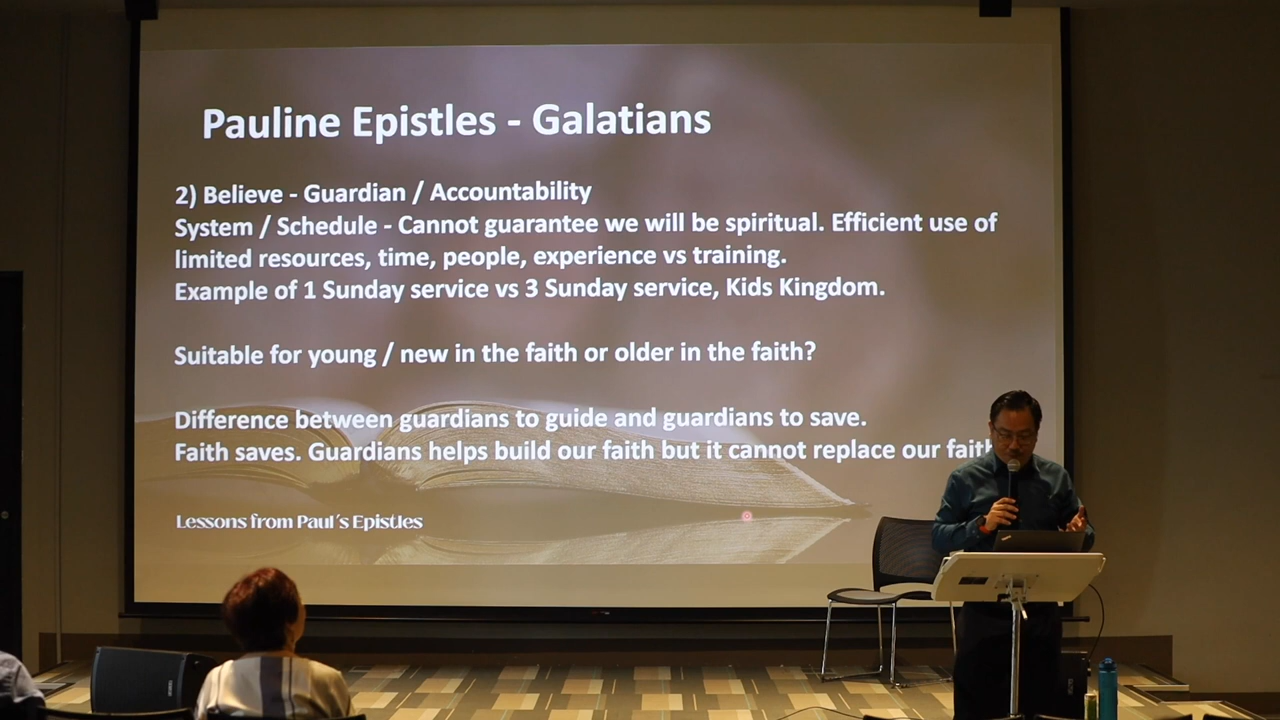 Pauline Epistles - Galatians
2) Believe - Guardian / Accountability
System / Schedule - Cannot guarantee we will be spiritual. Efficient use of
limited resources, time, people, experience vs training.
Example of 1 Sunday service vs 3 Sunday service, Kids Kingdom.
Suitable for young / new in the faith or older in the faith?
Difference between guardians to guide and guardians to save.
Faith saves. Guardians helps build our faith but it cannot replace our faith
Lessons from Paul's Epistles